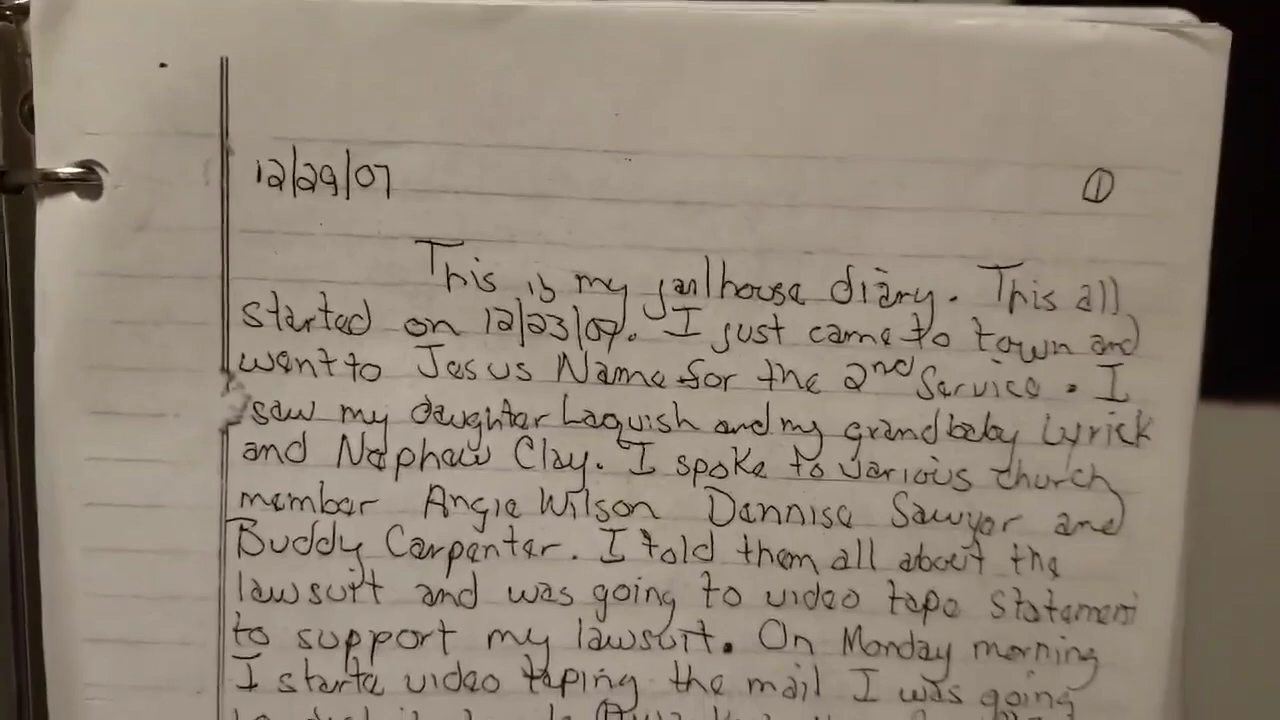 12/29/07 ①
This is my jailhouse diary. This all
started on 12/23/07. I just came to town and
went to Jesus Name for the 2nd Service. I
saw my daughter Laquish and my grandbaby Lyrick
and Nephew Clay. I spoke to various church
member Angie Wilson Dennise Sawyer and
Buddy Carpenter. I told them all about the
lawsuit and was going to video tape statement
to support my lawsuit. On Monday morning
I starte video taping the mail I was going